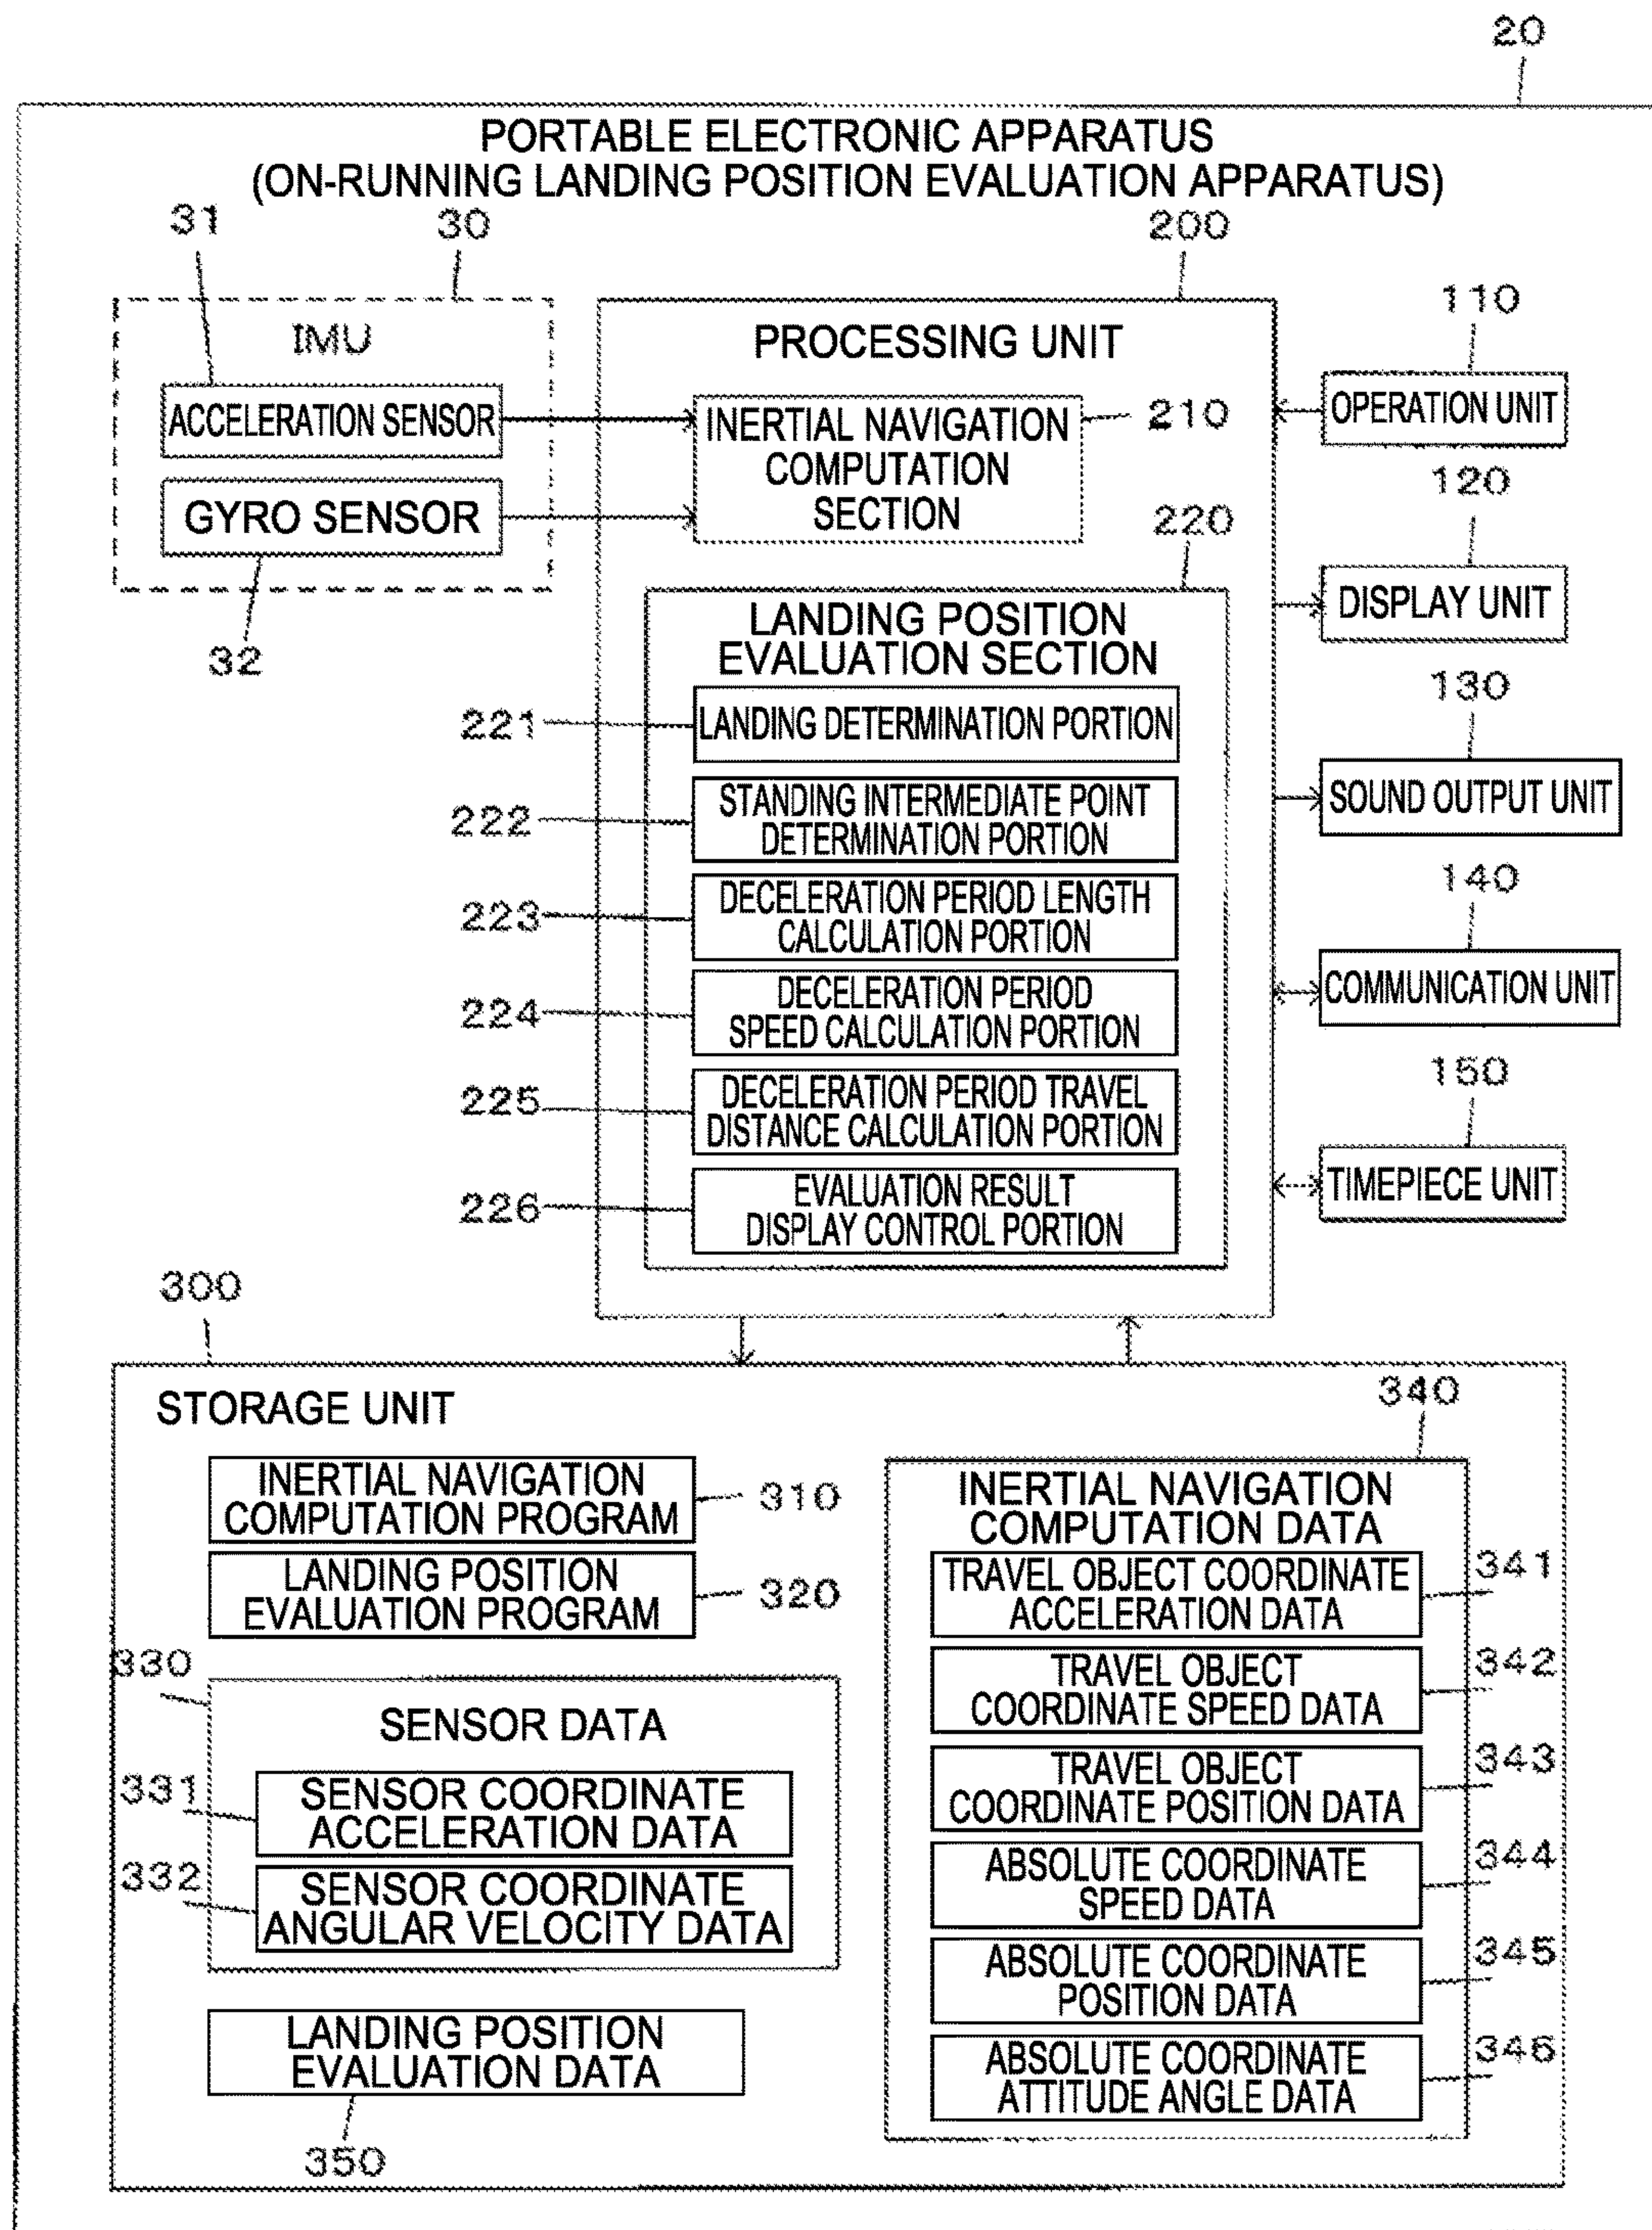 20
PORTABLE ELECTRONIC APPARATUS
(ON-RUNNING LANDING POSITION EVALUATION APPARATUS)
31
30
200
IMU
ACCELERATION SENSOR
GYRO SENSOR
32
PROCESSING UNIT
INERTIAL NAVIGATION
COMPUTATION
SECTION
210
220
LANDING POSITION
EVALUATION SECTION
221
LANDING DETERMINATION PORTION
222
STANDING INTERMEDIATE POINT
DETERMINATION PORTION
223
DECELERATION PERIOD LENGTH
CALCULATION PORTION
224
DECELERATION PERIOD
SPEED CALCULATION PORTION
225
DECELERATION PERIOD TRAVEL
DISTANCE CALCULATION PORTION
226
EVALUATION RESULT
DISPLAY CONTROL PORTION
110
OPERATION UNIT
120
DISPLAY UNIT
130
SOUND OUTPUT UNIT
140
COMMUNICATION UNIT
150
TIMEPIECE UNIT
300
STORAGE UNIT
INERTIAL NAVIGATION
COMPUTATION PROGRAM
310
LANDING POSITION
EVALUATION PROGRAM
320
330
SENSOR DATA
331
SENSOR COORDINATE
ACCELERATION DATA
332
SENSOR COORDINATE
ANGULAR VELOCITY DATA
LANDING POSITION
EVALUATION DATA
350
340
INERTIAL NAVIGATION
COMPUTATION DATA
TRAVEL OBJECT COORDINATE
ACCELERATION DATA
341
TRAVEL OBJECT
COORDINATE SPEED DATA
342
TRAVEL OBJECT
COORDINATE POSITION DATA
343
ABSOLUTE COORDINATE
SPEED DATA
344
ABSOLUTE COORDINATE
POSITION DATA
345
ABSOLUTE COORDINATE
ATTITUDE ANGLE DATA
346